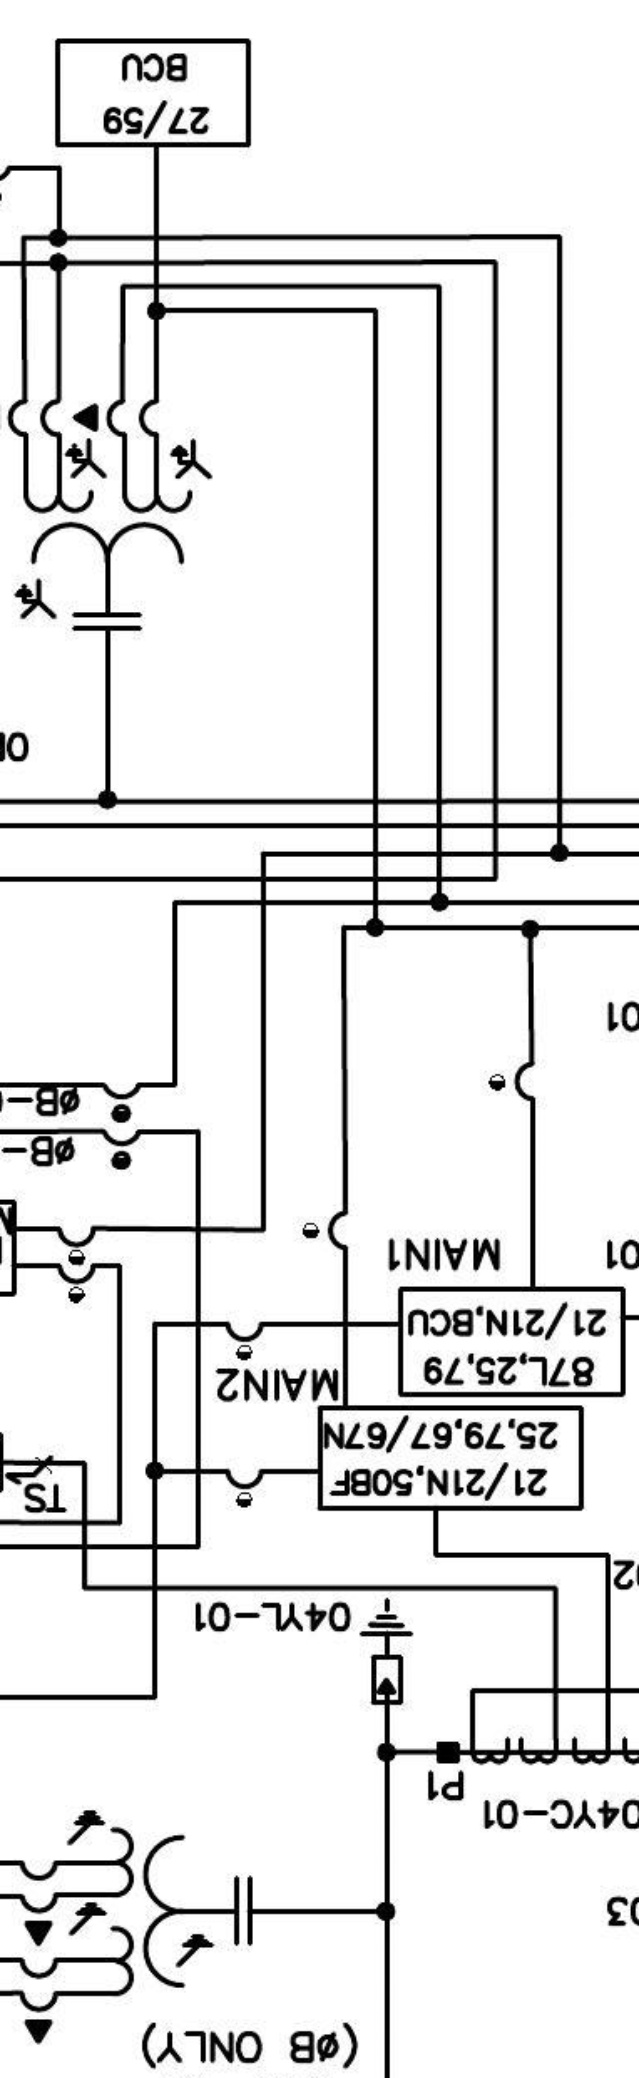 (ØB ONLY)
03
04YC-01
P1
04YL-01
02
TS
21/21N,50BF
25,79,67/67N
MAIN2
87L,25,79
21/21N,BCU
MAIN1
01
ØB-
ØB-
01
27/59
BCU